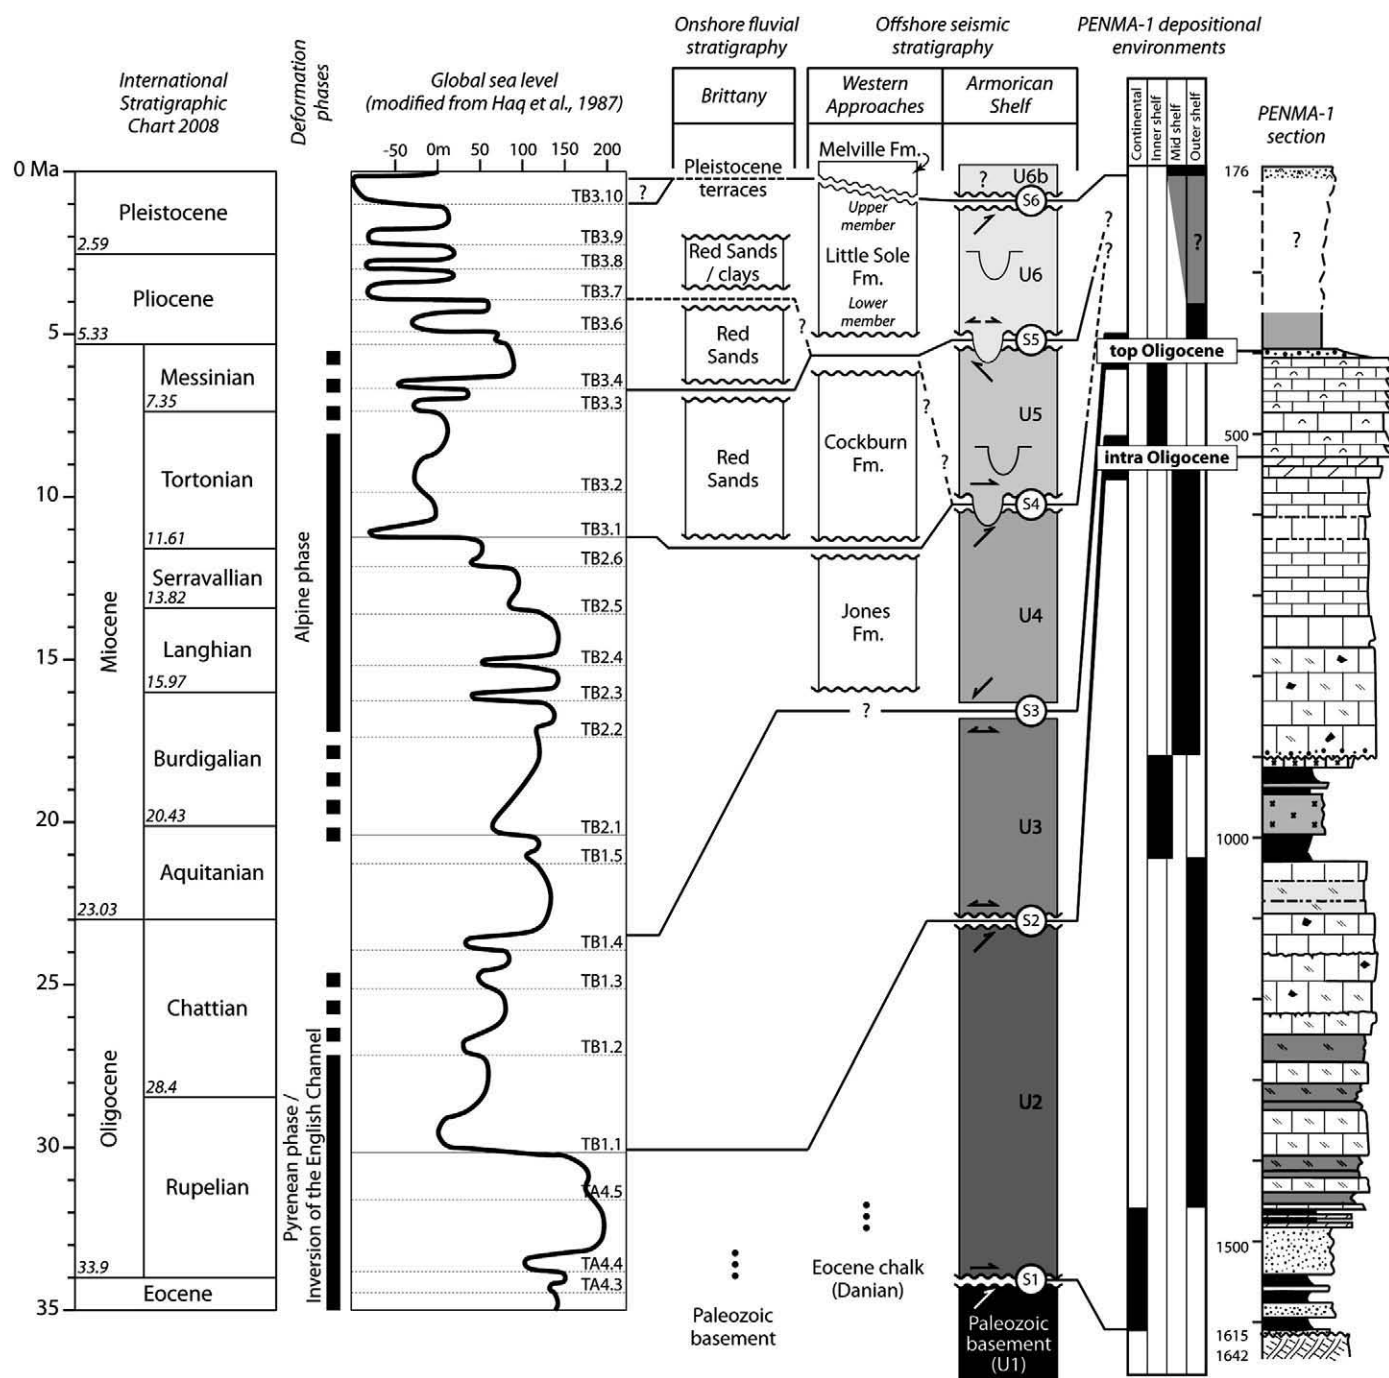 International
Stratigraphic
Chart 2008
Deformation
phases
Global sea level
(modified from Haq et al., 1987)
Onshore fluvial
stratigraphy
Brittany
Offshore seismic
stratigraphy
Western
Approaches
Armorican
Shelf
PENMA-1 depositional
environments
Continental
Inner shelf
Mid shelf
Outer shelf
PENMA-1
section
-50 0m 50 100 150 200
0 Ma
5
10
15
20
25
30
35
Pleistocene
2.59
Pliocene
5.33
Miocene
Messinian
7.35
Tortonian
11.61
Serravallian
13.82
Langhian
15.97
Burdigalian
20.43
Aquitanian
23.03
Oligocene
Chattian
28.4
Rupelian
33.9
Eocene
Alpine phase
Pyrenean phase /
Inversion of the English Channel
TB3.10
TB3.9
TB3.8
TB3.7
TB3.6
TB3.4
TB3.3
TB3.2
TB3.1
TB2.6
TB2.5
TB2.4
TB2.3
TB2.2
TB2.1
TB1.5
TB1.4
TB1.3
TB1.2
TB1.1
TA4.5
TA4.4
TA4.3
?
Pleistocene
terraces
Red Sands
/ clays
Red
Sands
Red
Sands
Paleozoic
basement
?
Melville Fm.
Upper
member
Little Sole
Fm.
Lower
member
?
Cockburn
Fm.
?
Jones
Fm.
?
Eocene chalk
(Danian)
? U6b
S6
U6
S5
U5
S4
U4
S3
U3
S2
U2
S1
Paleozoic
basement
(U1)
?
?
?
top Oligocene
intra Oligocene
176
?
500
1000
1500
1615
1642